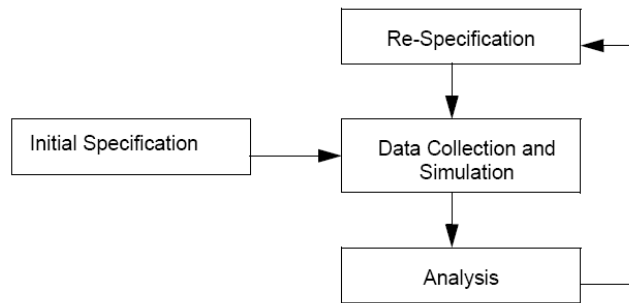 Re-Specification
Initial Specification
Data Collection and
Simulation
Analysis